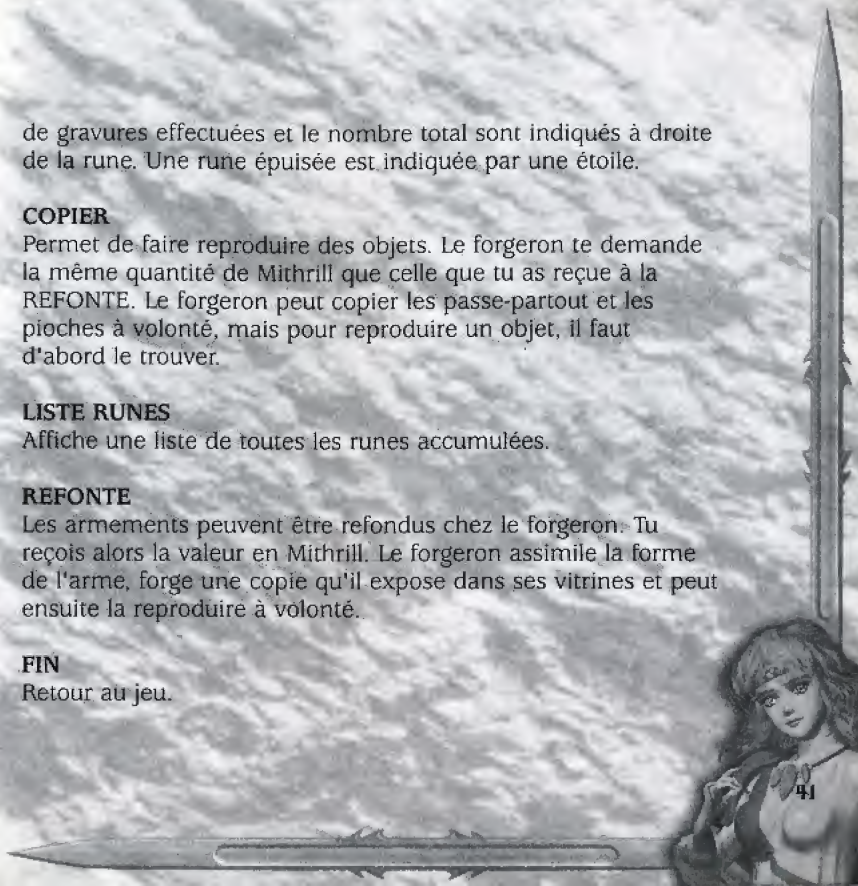 de gravures effectuées et le nombre total sont indiqués à droite
de la rune. Une rune épuisée est indiquée par une étoile.
COPIER
Permet de faire reproduire des objets. Le forgeron te demande
la même quantité de Mithrill que celle que tu as reçue à la
REFONTE. Le forgeron peut copier les passe-partout et les
pioches à volonté, mais pour reproduire un objet, il faut
d'abord le trouver.
LISTE RUNES
Affiche une liste de toutes les runes accumulées.
REFONTE
Les armements peuvent être refondus chez le forgeron. Tu
reçois alors la valeur en Mithrill. Le forgeron assimile la forme
de l'arme, forge une copie qu'il expose dans ses vitrines et peut
ensuite la reproduire à volonté.
FIN
Retour au jeu.
41